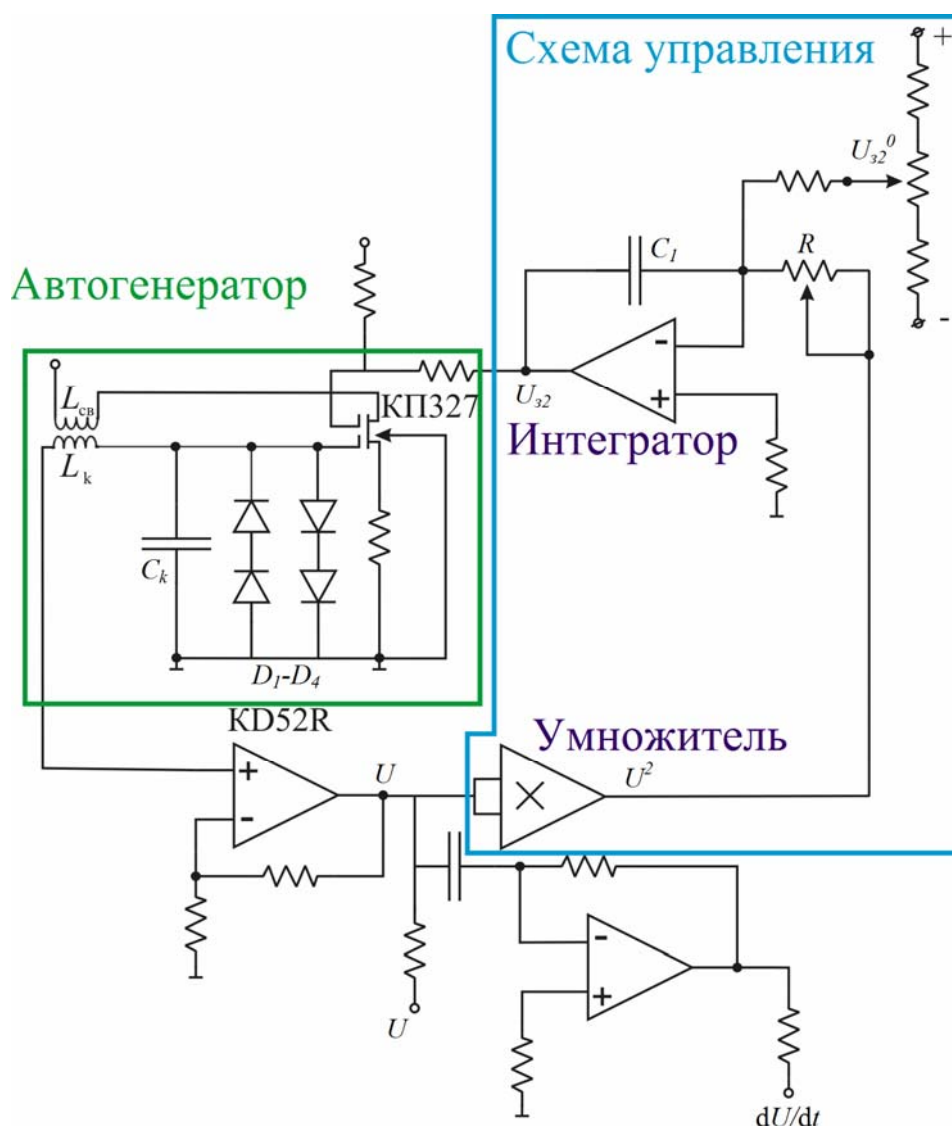 Схема управления
+
U_{з2}^0
C_1
R
Автогенератор
-
-
U_{з2}
+
L_{св}
КП327
Интегратор
L_k
C_k
D_1-D_4
KD52R
Умножитель
+
U
U^2
×
-
-
+
U
dU/dt